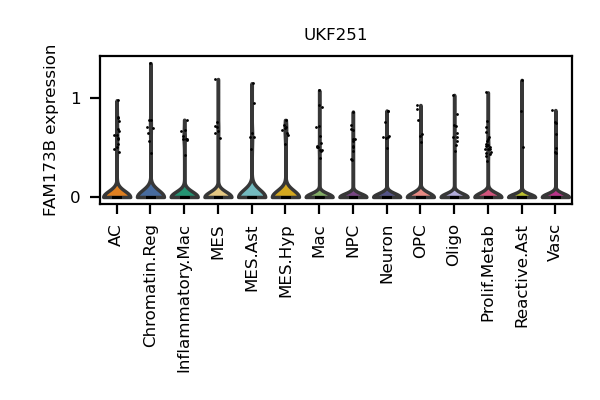 UKF251
FAM173B expression
1
0
AC
Chromatin.Reg
Inflammatory.Mac
MES
MES.Ast
MES.Hyp
Mac
NPC
Neuron
OPC
Oligo
Prolif.Metab
Reactive.Ast
Vasc